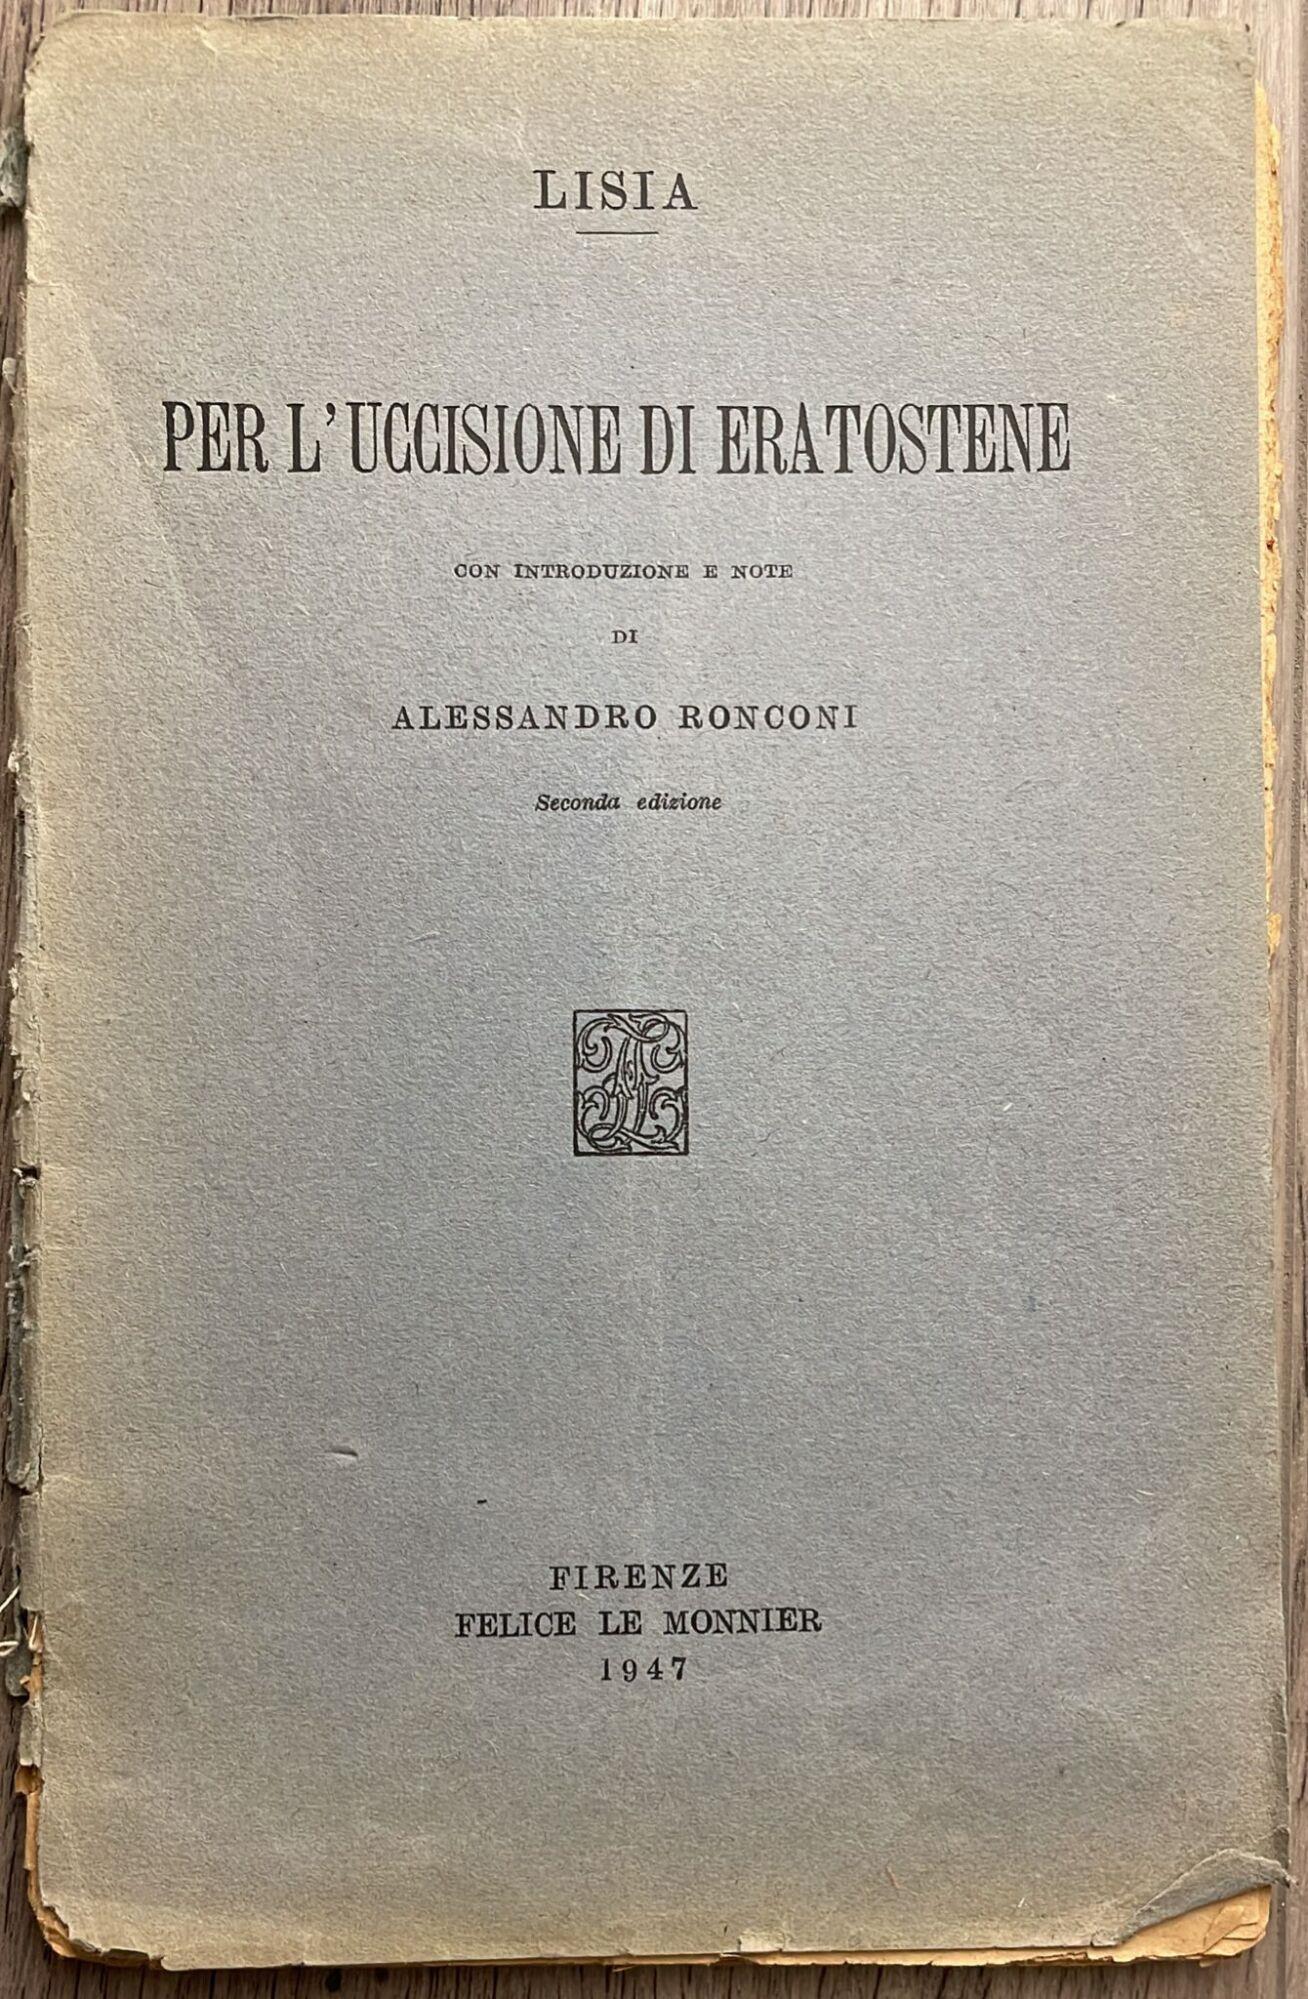 LISIA
PER L'UCCISIONE DI ERATOSTENE
CON INTRODUZIONE E NOTE
DI
ALESSANDRO RONCONI
Seconda edizione
FIRENZE
FELICE LE MONNIER
1947